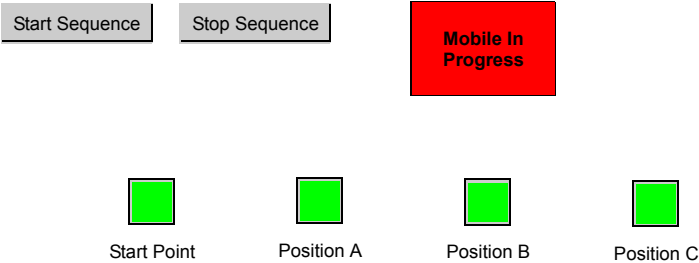 Start Sequence
Stop Sequence
Mobile In
Progress
Start Point
Position A
Position B
Position C